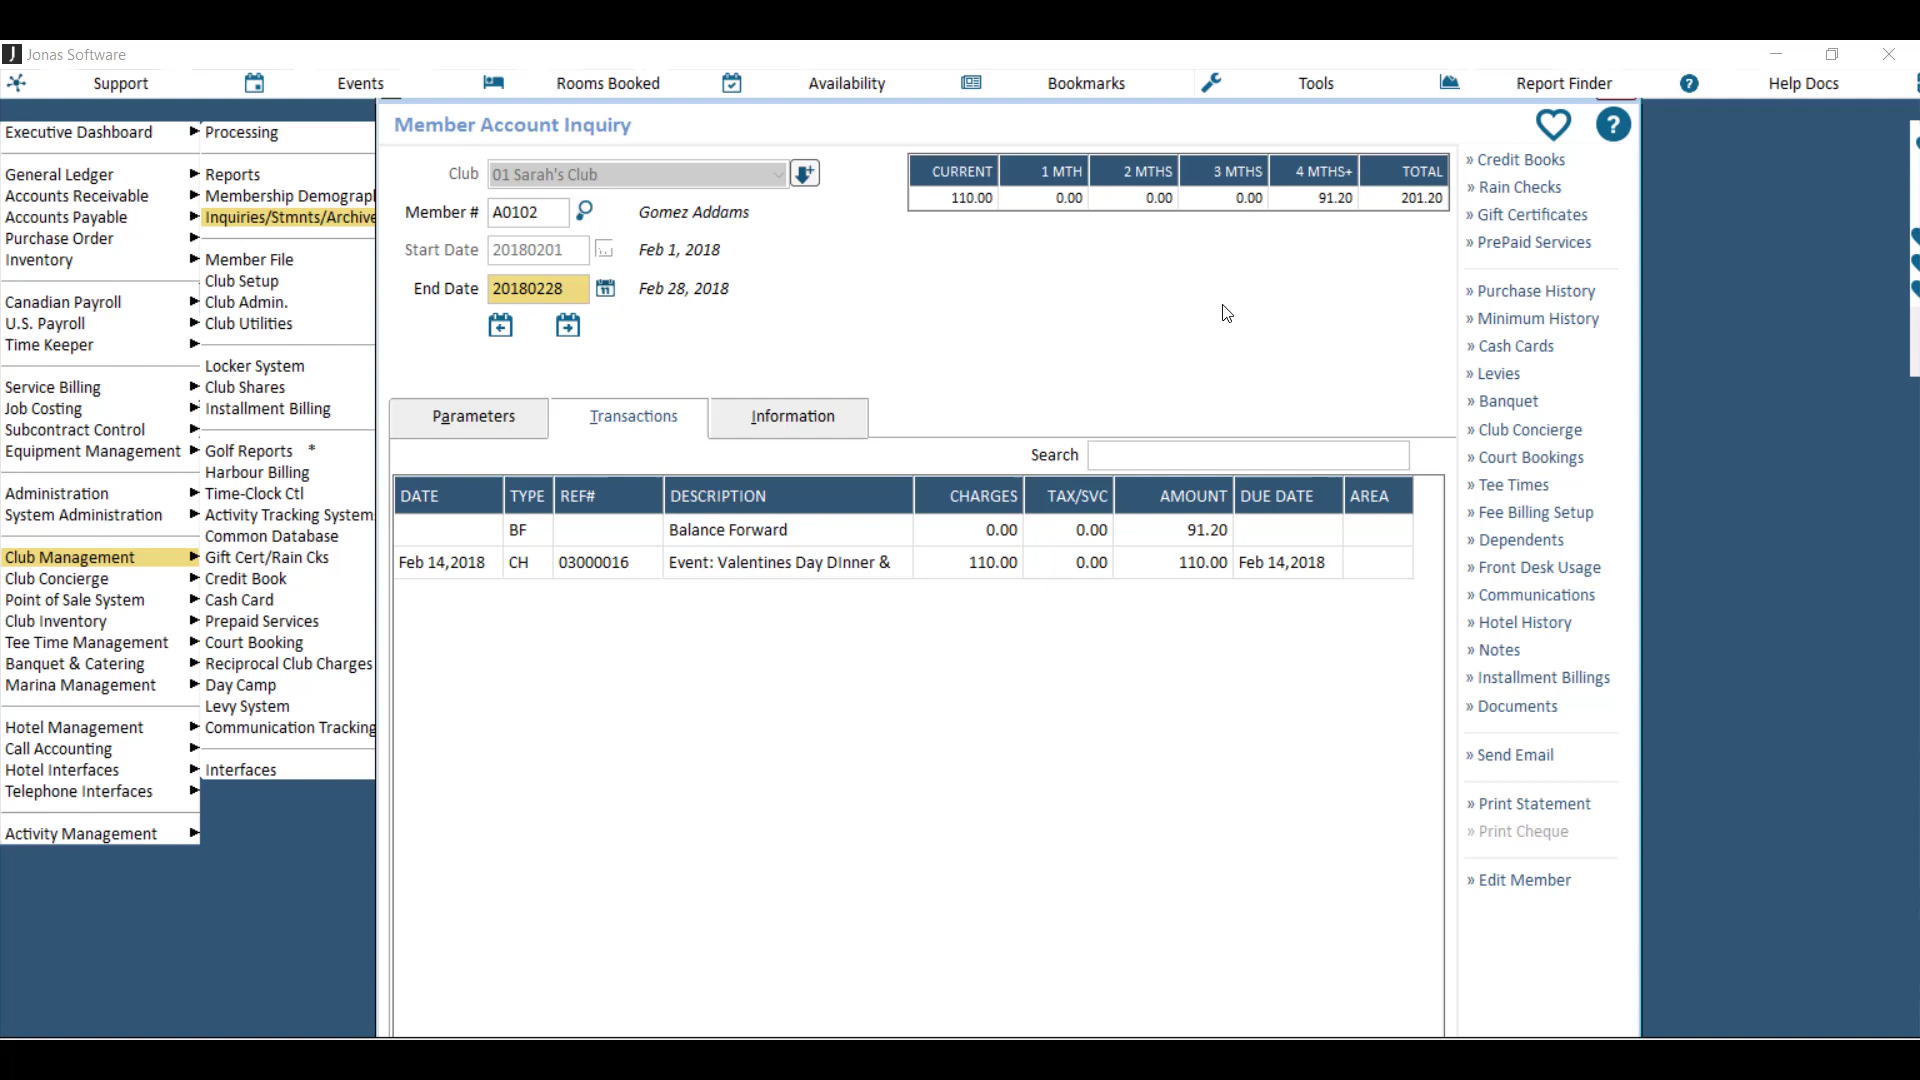 J Jonas Software
Support Events Rooms Booked Availability Bookmarks Tools Report Finder ? Help Docs
Executive Dashboard
General Ledger
Accounts Receivable
Accounts Payable
Purchase Order
Inventory
Canadian Payroll
U.S. Payroll
Time Keeper
Service Billing
Job Costing
Subcontract Control
Equipment Management
Administration
System Administration
Club Management
Club Concierge
Point of Sale System
Club Inventory
Tee Time Management
Banquet & Catering
Marina Management
Hotel Management
Call Accounting
Hotel Interfaces
Telephone Interfaces
Activity Management
Processing
Reports
Membership Demograpl
Inquiries/Stmnts/Archive
Member File
Club Setup
Club Admin.
Club Utilities
Locker System
Club Shares
Installment Billing
Golf Reports *
Harbour Billing
Time-Clock Ctl
Activity Tracking System
Common Database
Gift Cert/Rain Cks
Credit Book
Cash Card
Prepaid Services
Court Booking
Reciprocal Club Charges
Day Camp
Levy System
Communication Tracking
Interfaces
Member Account Inquiry
?
Club 01 Sarah's Club
Member # A0102 Gomez Addams
Start Date 20180201 Feb 1, 2018
End Date 20180228 11 Feb 28, 2018
CURRENT 1 MTH 2 MTHS 3 MTHS 4 MTHS+ TOTAL
110.00 0.00 0.00 0.00 91.20 201.20
Parameters Transactions Information
Search
DATE TYPE REF# DESCRIPTION CHARGES TAX/SVC AMOUNT DUE DATE AREA
BF Balance Forward 0.00 0.00 91.20
Feb 14,2018 CH 03000016 Event: Valentines Day DInner & 110.00 0.00 110.00 Feb 14,2018
» Credit Books
» Rain Checks
» Gift Certificates
» PrePaid Services
» Purchase History
» Minimum History
» Cash Cards
» Levies
» Banquet
» Club Concierge
» Court Bookings
» Tee Times
» Fee Billing Setup
» Dependents
» Front Desk Usage
» Communications
» Hotel History
» Notes
» Installment Billings
» Documents
» Send Email
» Print Statement
» Print Cheque
» Edit Member